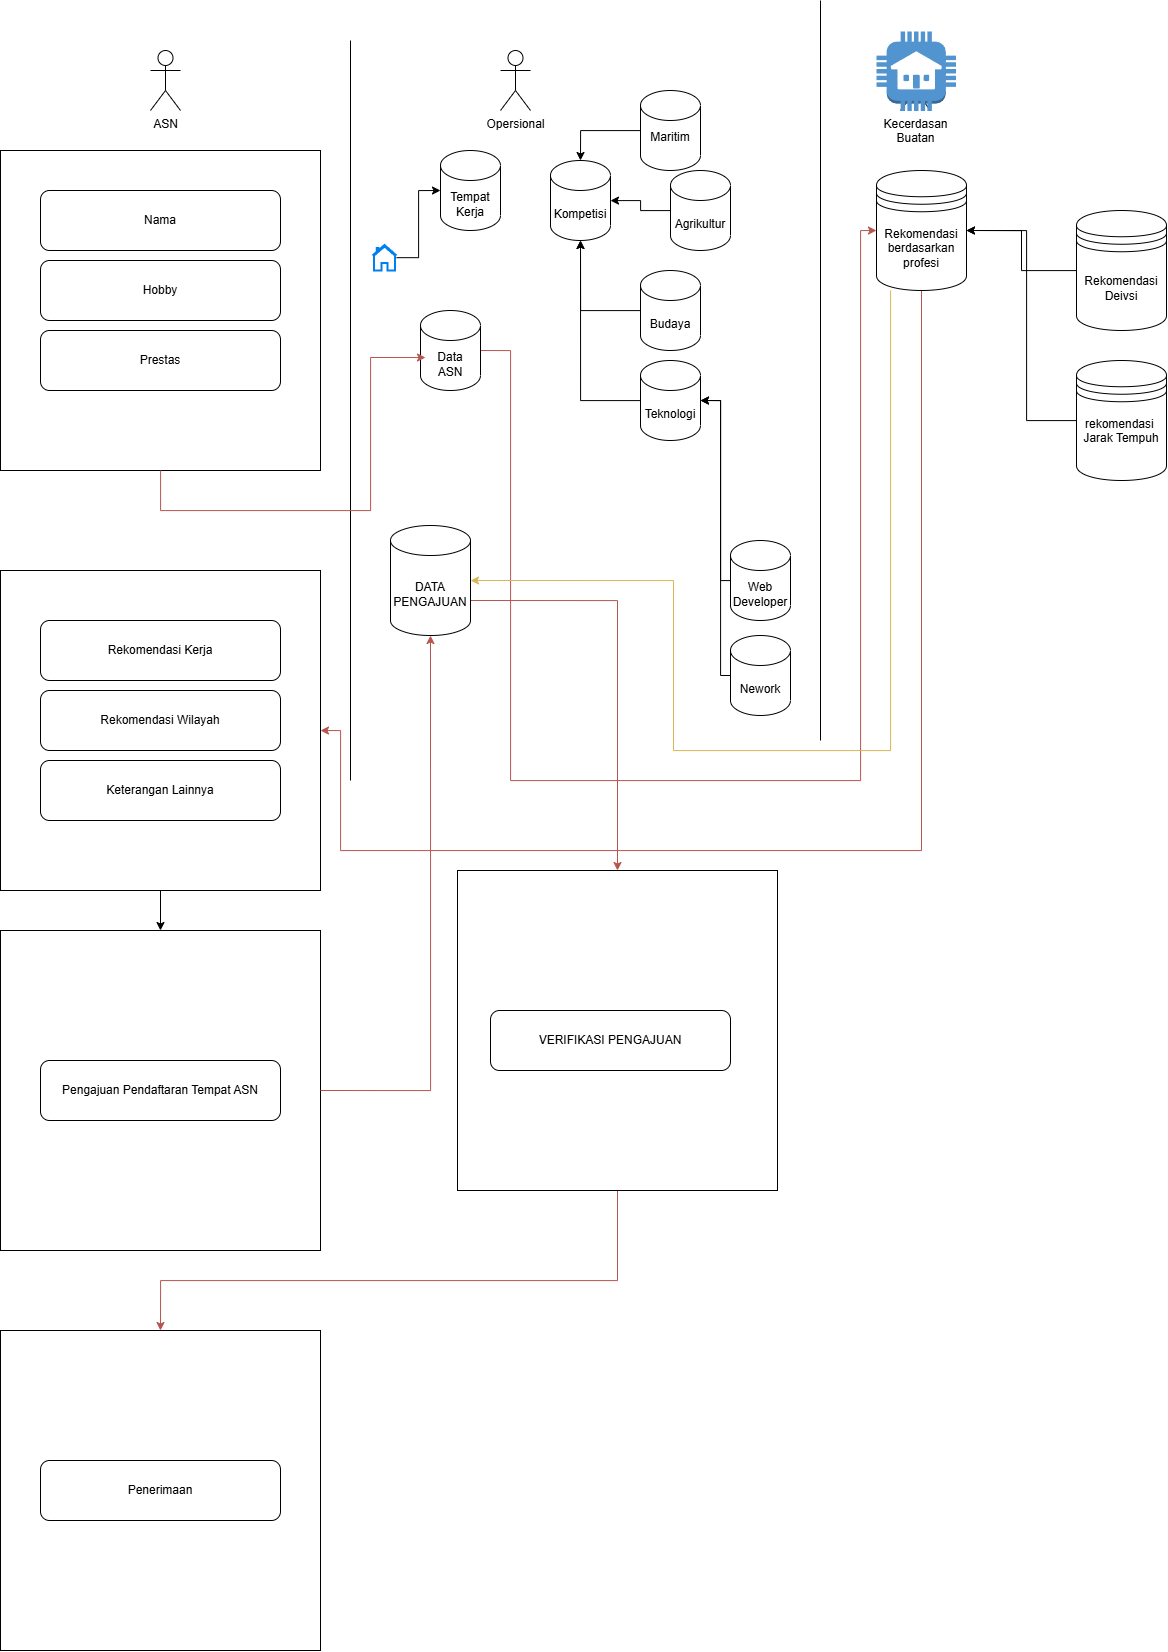 ASN
Opersional
Kecerdasan
Buatan
Nama
Hobby
Prestas
Tempat
Kerja
Data
ASN
Maritim
Kompetisi
Agrikultur
Budaya
Teknologi
Web
Developer
Nework
DATA
PENGAJUAN
Rekomendasi
berdasarkan
profesi
Rekomendasi
Deivsi
rekomendasi
Jarak Tempuh
Rekomendasi Kerja
Rekomendasi Wilayah
Keterangan Lainnya
Pengajuan Pendaftaran Tempat ASN
VERIFIKASI PENGAJUAN
Penerimaan